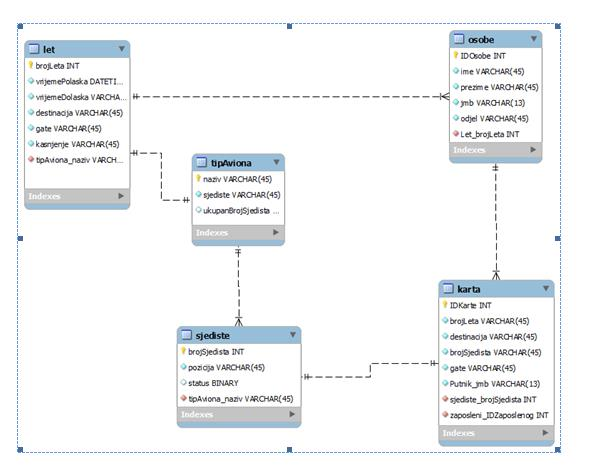 let
brojLeta INT
vrijemePolaska DATETI...
vrijemeDolaska VARCHA...
destinacija VARCHAR(45)
gate VARCHAR(45)
kasnjenje VARCHAR(45)
tipAviona_naziv VARCH...
Indexes
osobe
IDOsobe INT
ime VARCHAR(45)
prezime VARCHAR(45)
jmb VARCHAR(13)
odjel VARCHAR(45)
Let_brojLeta INT
Indexes
tipAviona
naziv VARCHAR(45)
sjediste VARCHAR(45)
ukupanBrojSjedista ...
Indexes
sjediste
brojSjedista INT
pozicija VARCHAR(45)
status BINARY
tipAviona_naziv VARCHAR(45)
Indexes
karta
IDKarte INT
brojLeta VARCHAR(45)
destinacija VARCHAR(45)
brojSjedista VARCHAR(45)
gate VARCHAR(45)
Putnik_jmb VARCHAR(13)
sjediste_brojSjedista INT
zaposleni_IDZaposlenog INT
Indexes